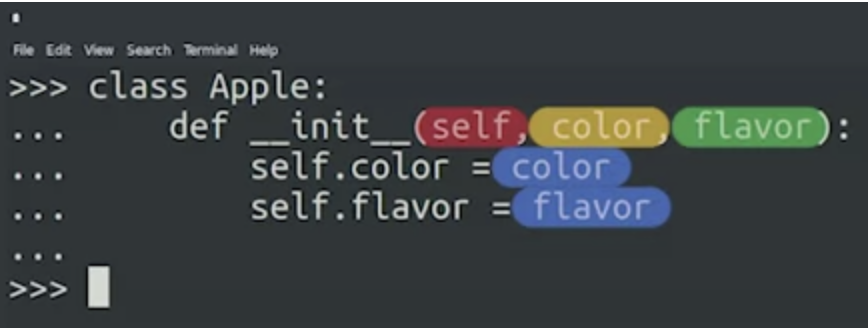 File Edit View Search Terminal Help
>>> class Apple:
...     def __init__(self, color, flavor):
...         self.color = color
...         self.flavor = flavor
...
>>>